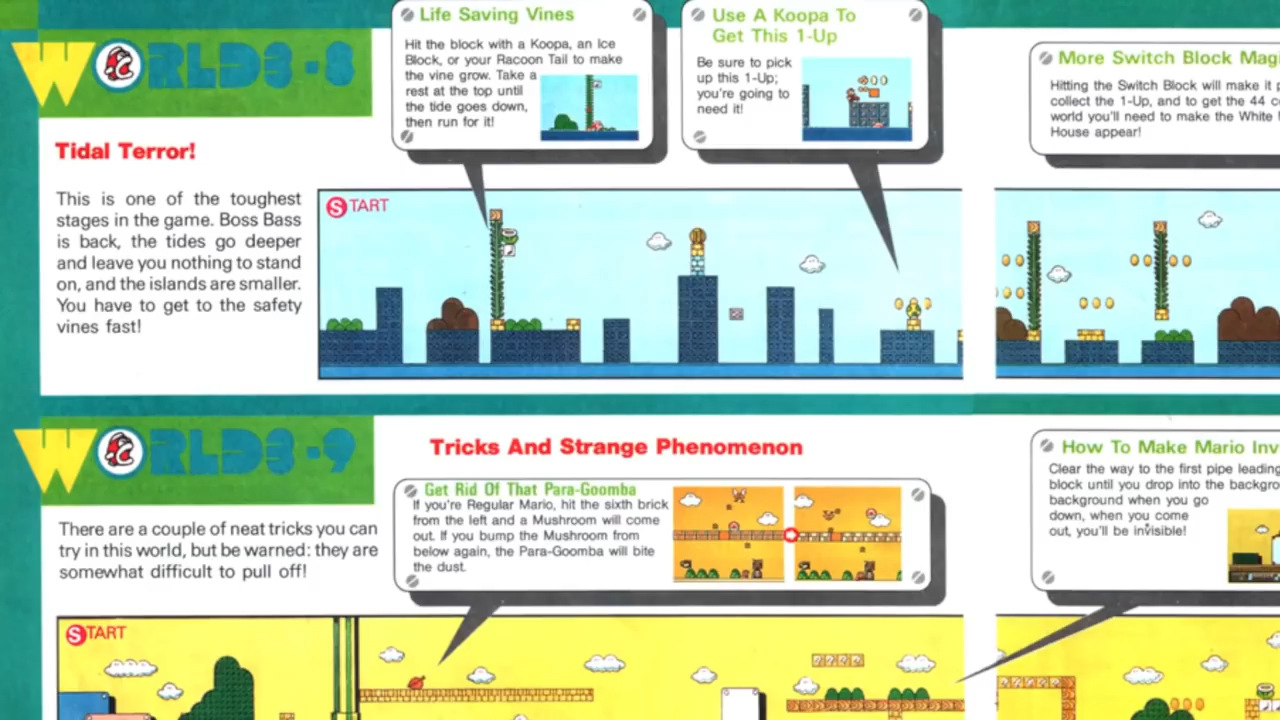 WORLD 3-8
Tidal Terror!
This is one of the toughest
stages in the game. Boss Bass
is back, the tides go deeper
and leave you nothing to stand
on, and the islands are smaller.
You have to get to the safety
vines fast!
Life Saving Vines
Hit the block with a Koopa, an Ice
Block, or your Racoon Tail to make
the vine grow. Take a
rest at the top until
the tide goes down,
then run for it!
Use A Koopa To
Get This 1-Up
Be sure to pick
up this 1-Up;
you're going to
need it!
More Switch Block Magi
Hitting the Switch Block will make it p
collect the 1-Up, and to get the 44 c
world you'll need to make the White
House appear!
START
WORLD 3-9
There are a couple of neat tricks you can
try in this world, but be warned: they are
somewhat difficult to pull off!
Tricks And Strange Phenomenon
Get Rid Of That Para-Goomba
If you're Regular Mario, hit the sixth brick
from the left and a Mushroom will come
out. If you bump the Mushroom from
below again, the Para-Goomba will bite
the dust.
How To Make Mario Inv
Clear the way to the first pipe leading
block until you drop into the backgro
background when you go
down, when you come
out, you'll be invisible!
START